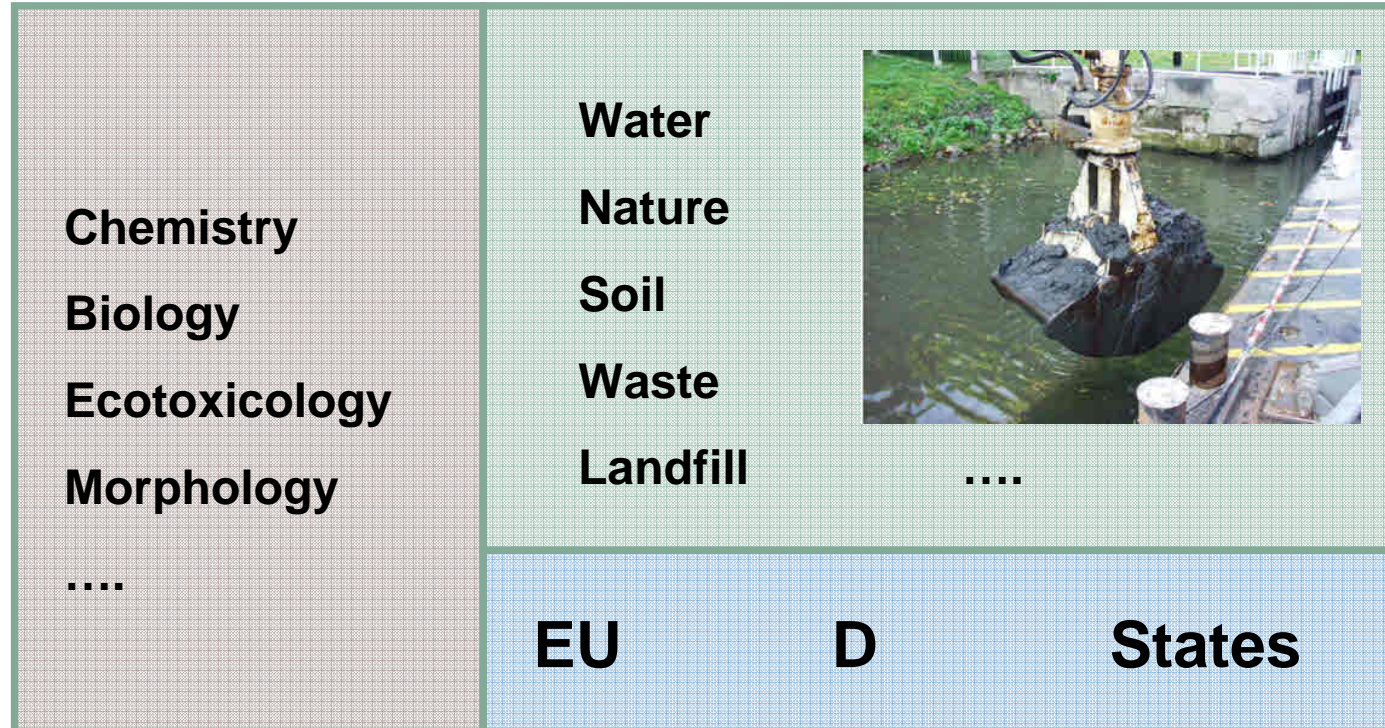 Chemistry
Biology
Ecotoxicology
Morphology
….
Water
Nature
Soil
Waste
Landfill ….
EU D States